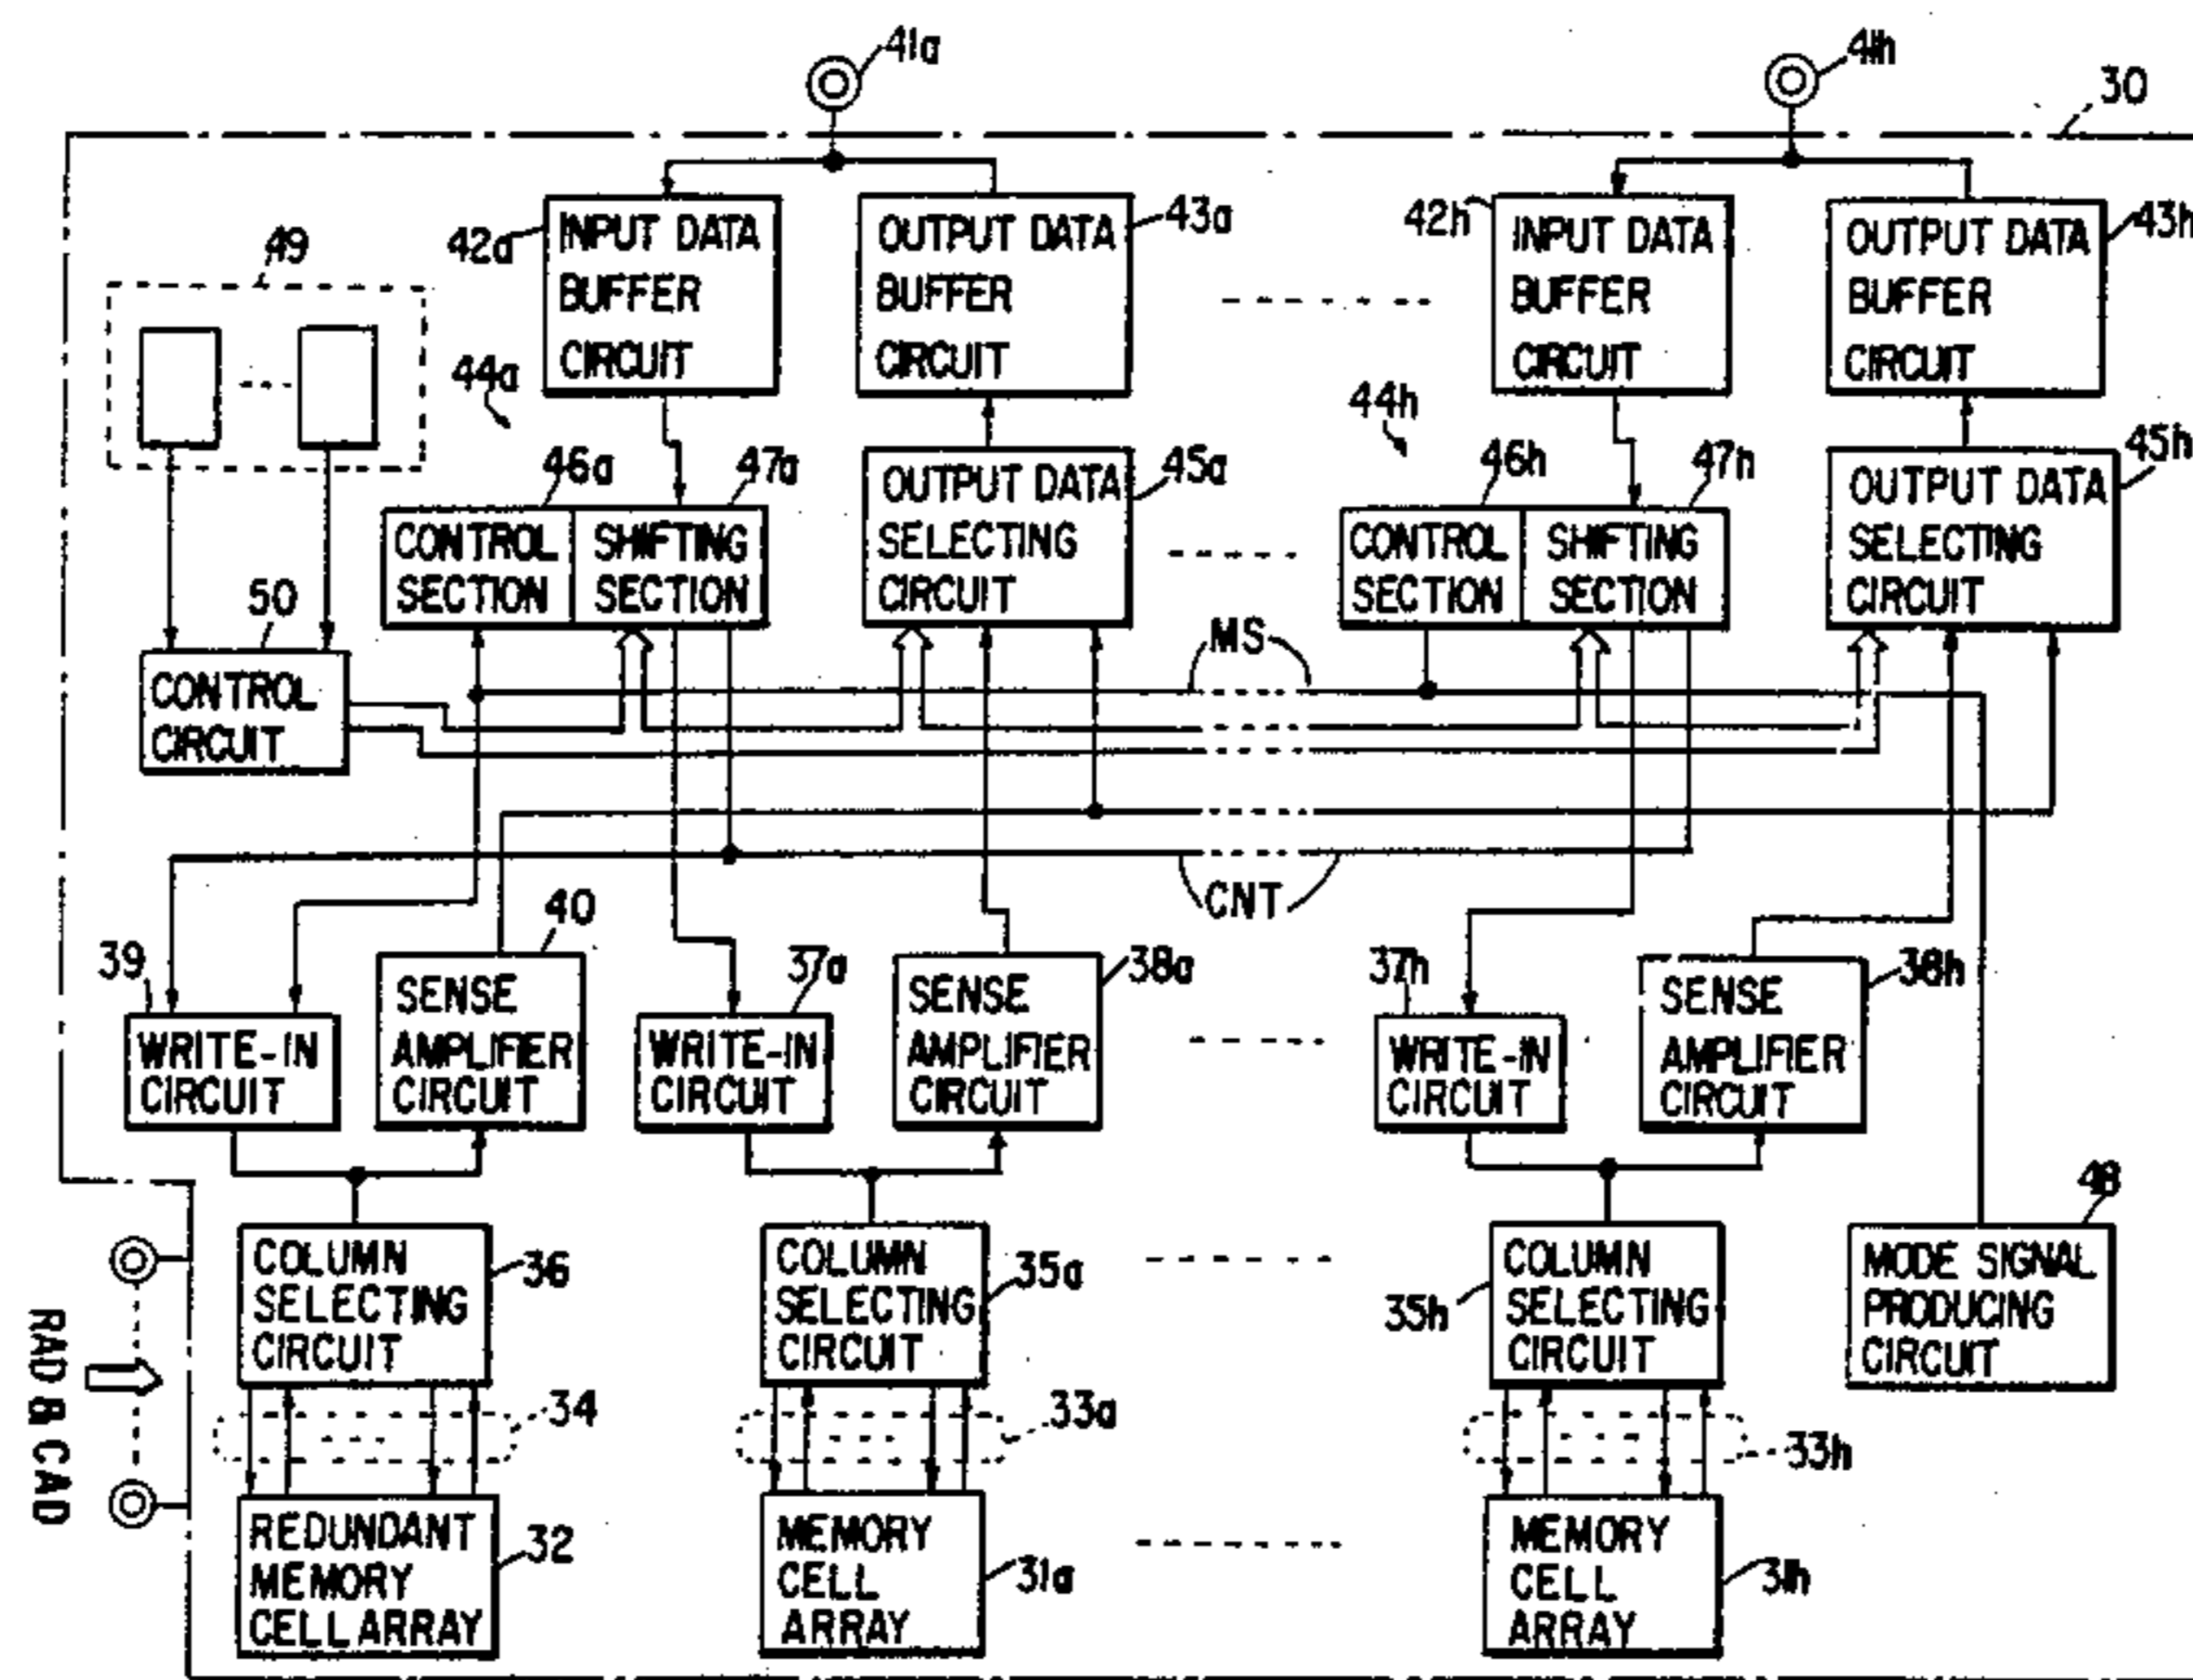 41a
41h
30
49
42a
INPUT DATA
BUFFER
CIRCUIT
OUTPUT DATA
BUFFER
CIRCUIT
43a
42h
INPUT DATA
BUFFER
CIRCUIT
OUTPUT DATA
BUFFER
CIRCUIT
43h
44a
44h
46a
47a
CONTROL
SECTION
SHIFTING
SECTION
OUTPUT DATA
SELECTING
CIRCUIT
45a
46h
47h
CONTROL
SECTION
SHIFTING
SECTION
OUTPUT DATA
SELECTING
CIRCUIT
45h
50
CONTROL
CIRCUIT
MS
CNT
39
WRITE-IN
CIRCUIT
40
SENSE
AMPLIFIER
CIRCUIT
37a
WRITE-IN
CIRCUIT
SENSE
AMPLIFIER
CIRCUIT
38a
37h
WRITE-IN
CIRCUIT
SENSE
AMPLIFIER
CIRCUIT
38h
RAD & CAD
COLUMN
SELECTING
CIRCUIT
36
COLUMN
SELECTING
CIRCUIT
35a
35h
COLUMN
SELECTING
CIRCUIT
48
MODE SIGNAL
PRODUCING
CIRCUIT
34
33a
33h
REDUNDANT
MEMORY
CELL ARRAY
32
MEMORY
CELL
ARRAY
31a
MEMORY
CELL
ARRAY
31h